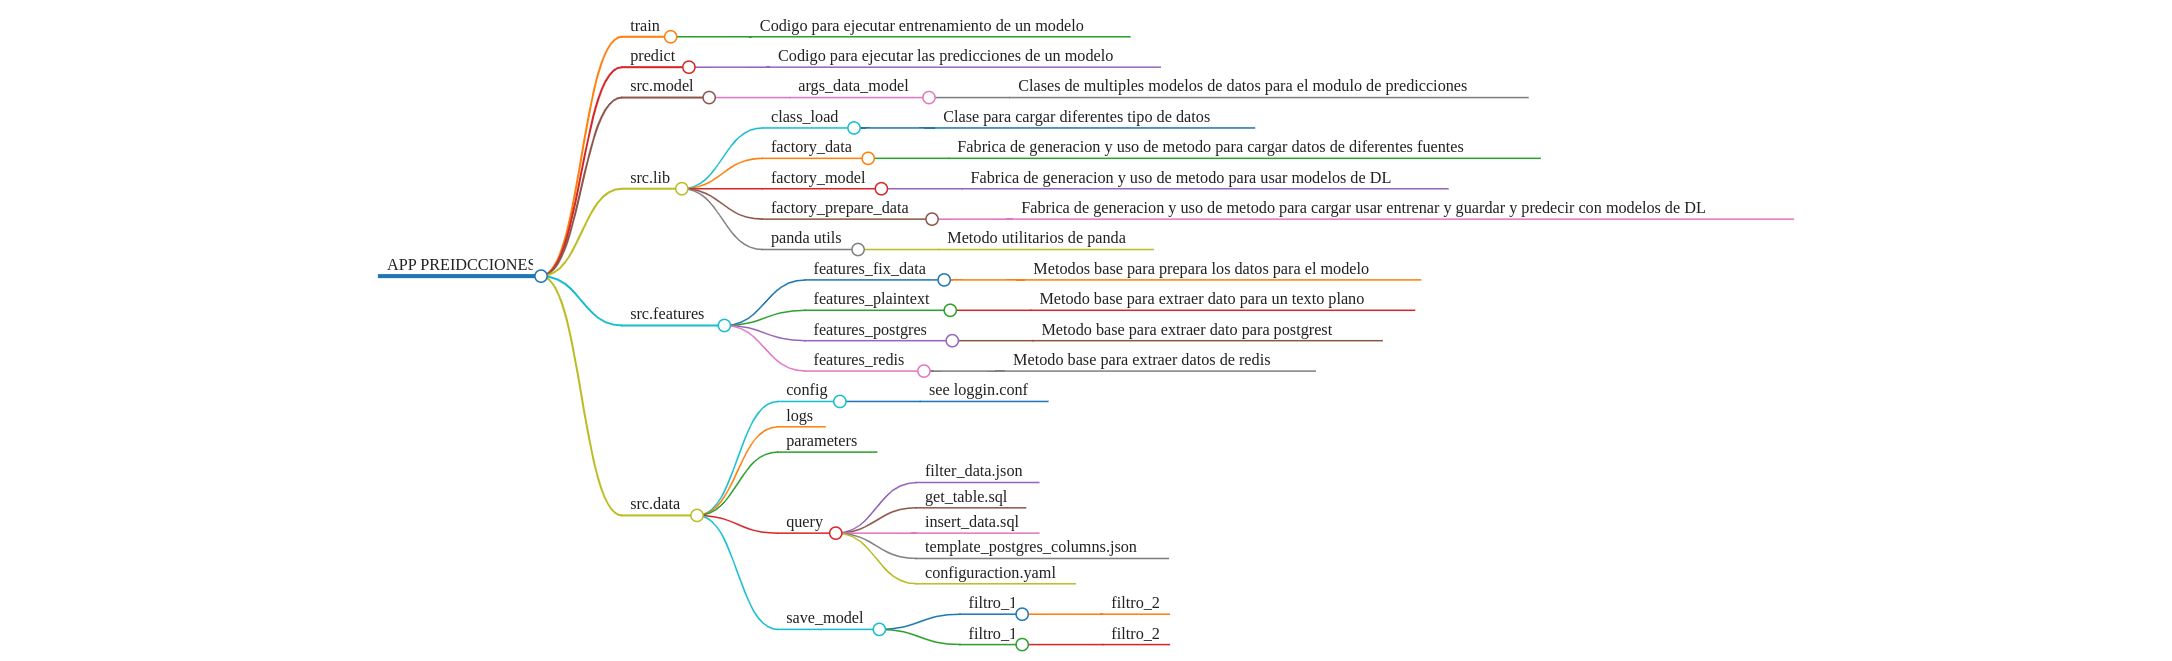 train
Codigo para ejecutar entrenamiento de un modelo
predict
Codigo para ejecutar las predicciones de un modelo
src.model
args_data_model
Clases de multiples modelos de datos para el modulo de predicciones
class_load
Clase para cargar diferentes tipo de datos
factory_data
Fabrica de generacion y uso de metodo para cargar datos de diferentes fuentes
src.lib
factory_model
Fabrica de generacion y uso de metodo para usar modelos de DL
factory_prepare_data
Fabrica de generacion y uso de metodo para cargar usar entrenar y guardar y predecir con modelos de DL
panda utils
Metodo utilitarios de panda
APP PREIDCCIONES
features_fix_data
Metodos base para prepara los datos para el modelo
features_plaintext
Metodo base para extraer dato para un texto plano
src.features
features_postgres
Metodo base para extraer dato para postgrest
features_redis
Metodo base para extraer datos de redis
config
see loggin.conf
logs
parameters
src.data
filter_data.json
get_table.sql
query
insert_data.sql
template_postgres_columns.json
configuraction.yaml
save_model
filtro_1
filtro_2
filtro_1
filtro_2